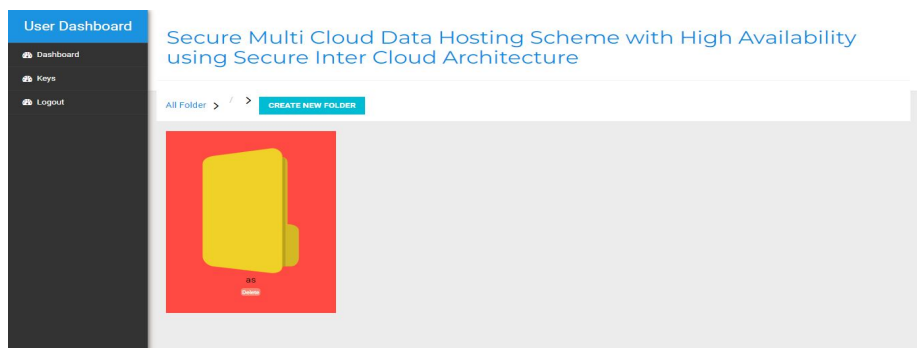 User Dashboard
Dashboard
Keys
Logout
Secure Multi Cloud Data Hosting Scheme with High Availability
using Secure Inter Cloud Architecture
All Folder > / > CREATE NEW FOLDER
as
Delete